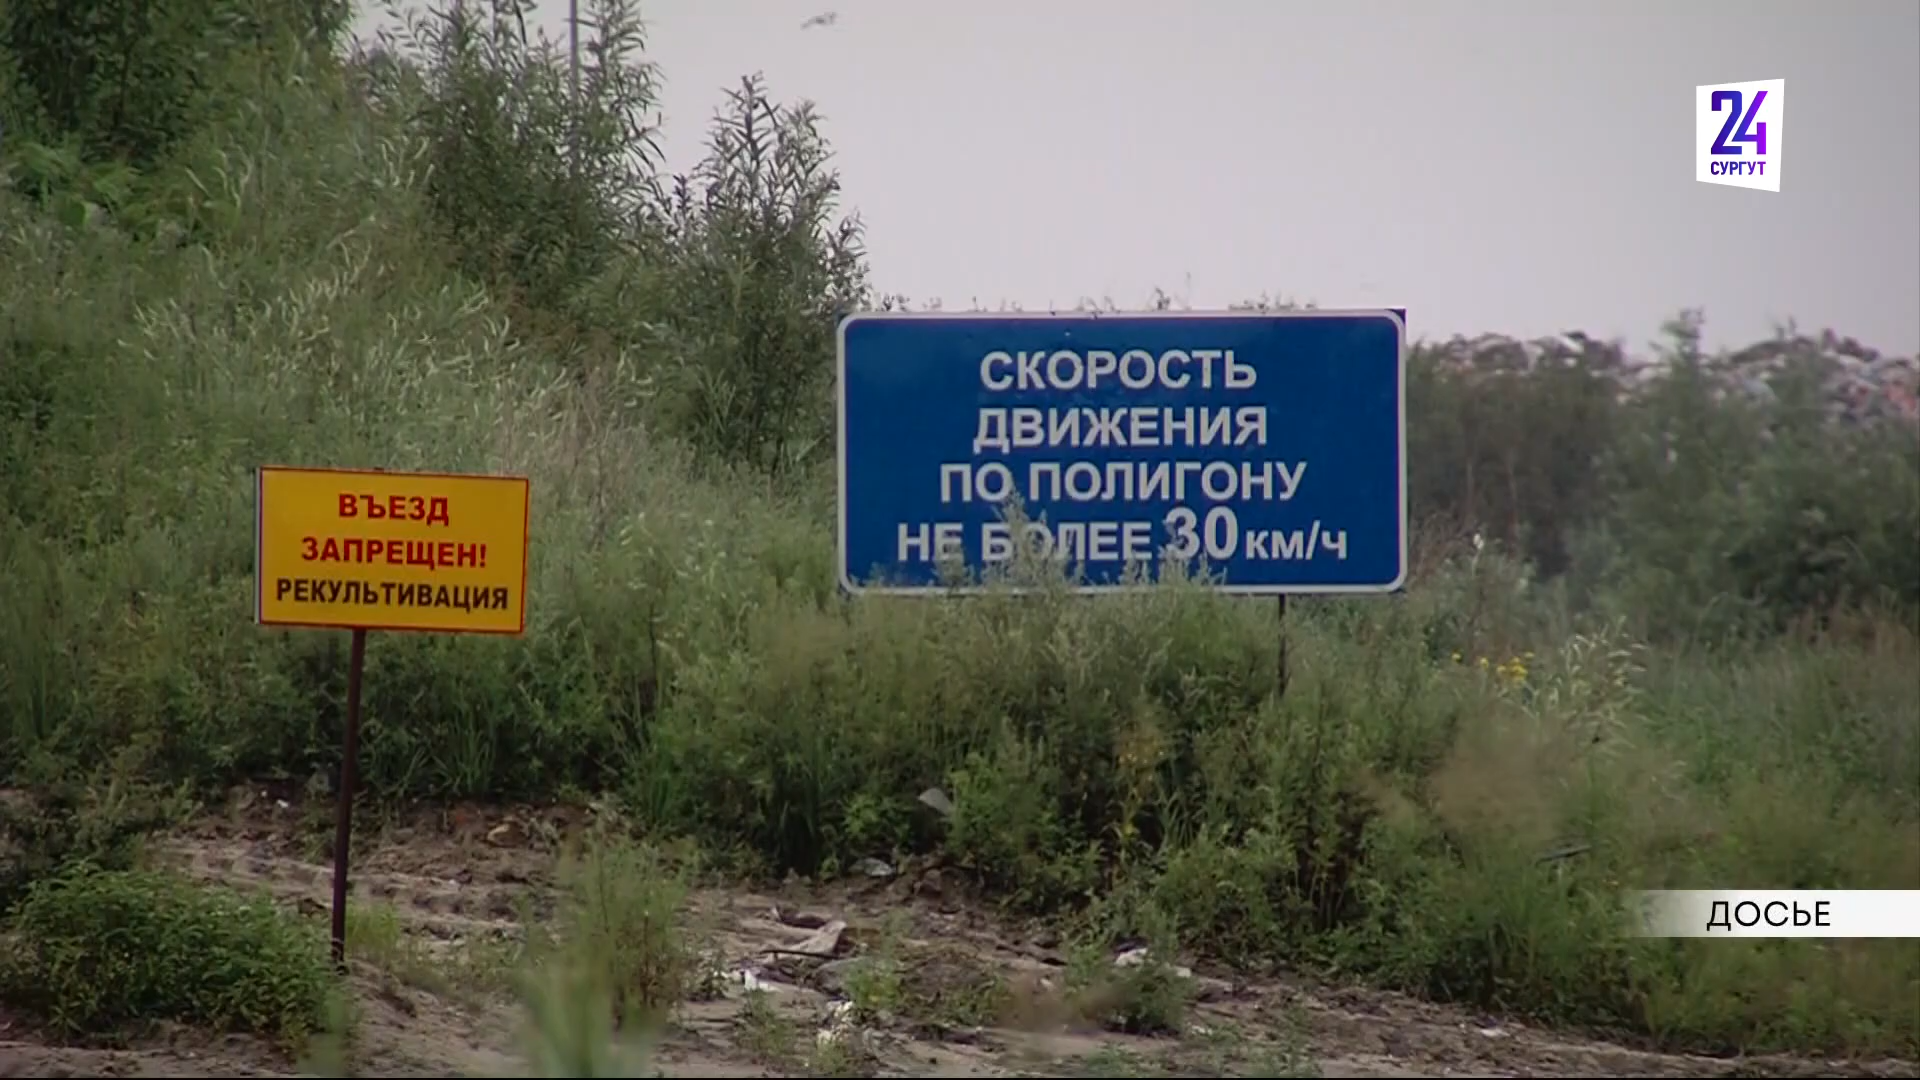 24
СУРГУТ
СКОРОСТЬ
ДВИЖЕНИЯ
ПО ПОЛИГОНУ
НЕ БОЛЕЕ 30 км/ч
ВЪЕЗД
ЗАПРЕЩЕН!
РЕКУЛЬТИВАЦИЯ
ДОСЬЕ